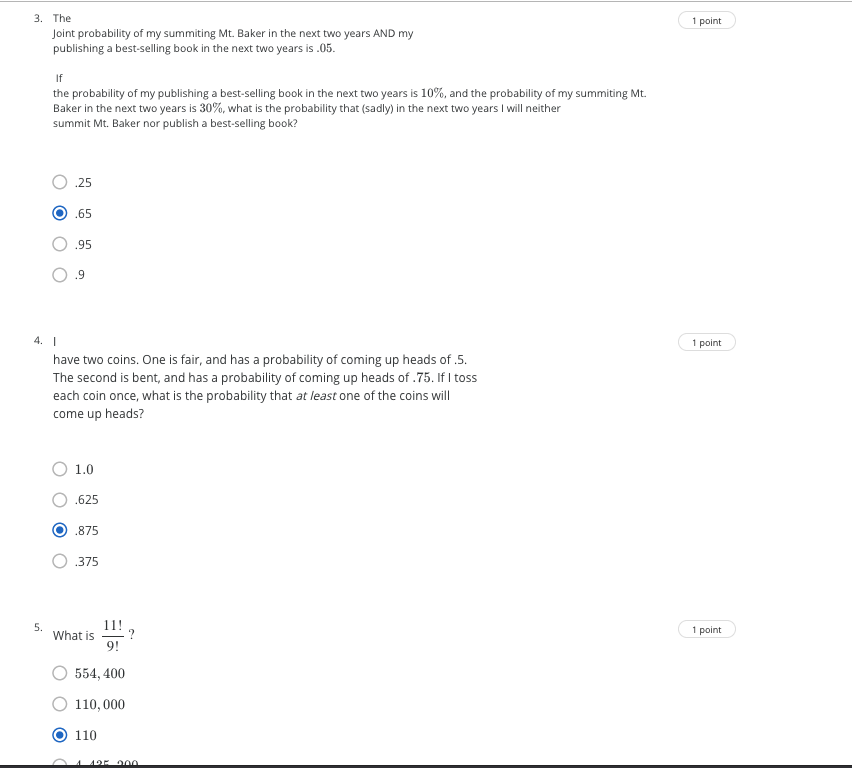 3. The 1 point
Joint probability of my summiting Mt. Baker in the next two years AND my
publishing a best-selling book in the next two years is .05.
If
the probability of my publishing a best-selling book in the next two years is 10%, and the probability of my summiting Mt.
Baker in the next two years is 30%, what is the probability that (sadly) in the next two years I will neither
summit Mt. Baker nor publish a best-selling book?
.25
.65
.95
.9
4. I 1 point
have two coins. One is fair, and has a probability of coming up heads of .5.
The second is bent, and has a probability of coming up heads of .75. If I toss
each coin once, what is the probability that at least one of the coins will
come up heads?
1.0
.625
.875
.375
5. What is 11!/9! ? 1 point
554, 400
110, 000
110